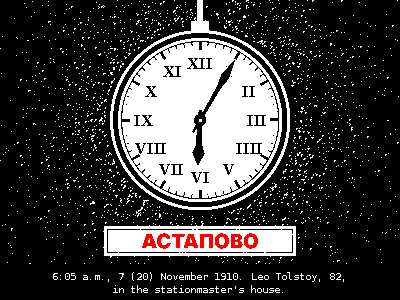 XII
XI
X
II
IX
III
VIII
IIII
VII
V
VI
АСТАПОВО
6:05 a.m., 7 (20) November 1910. Leo Tolstoy, 82,
in the stationmaster's house.